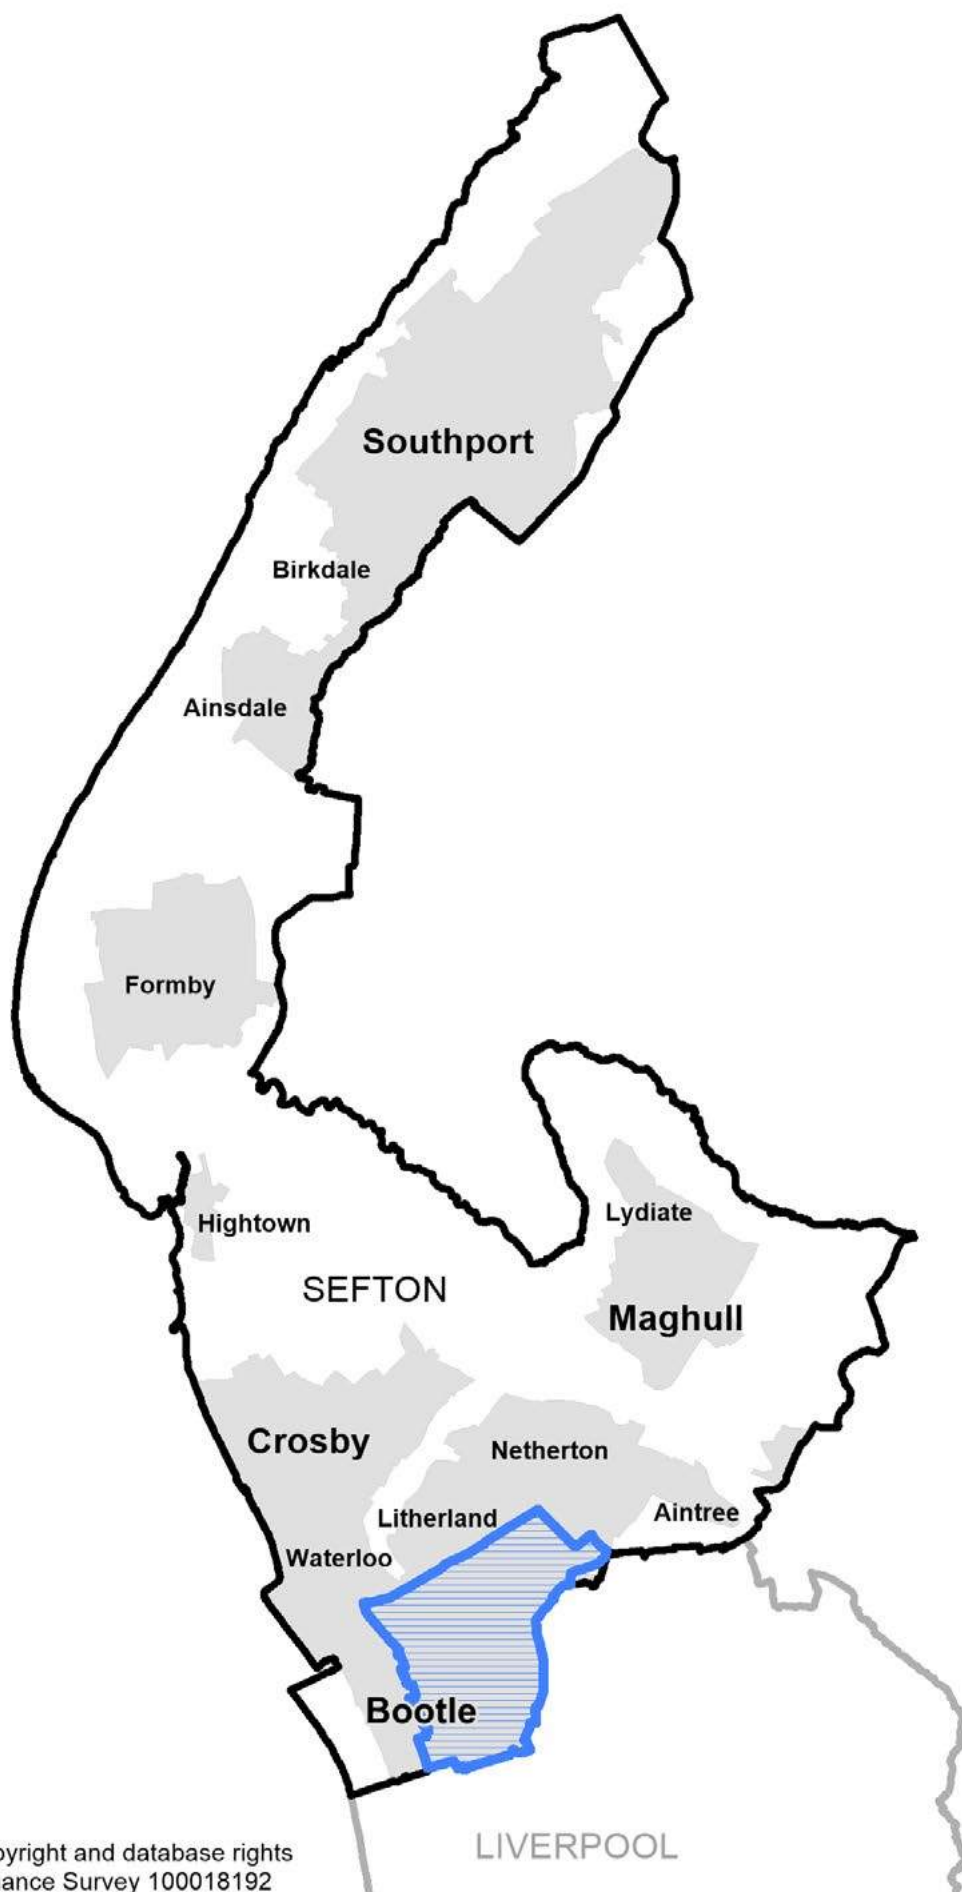 Southport
Birkdale
Ainsdale
Formby
Lydiate
Hightown
SEFTON
Maghull
Crosby
Netherton
Litherland
Aintree
Waterloo
Bootle
LIVERPOOL
pyright and database rights
nance Survey 100018192